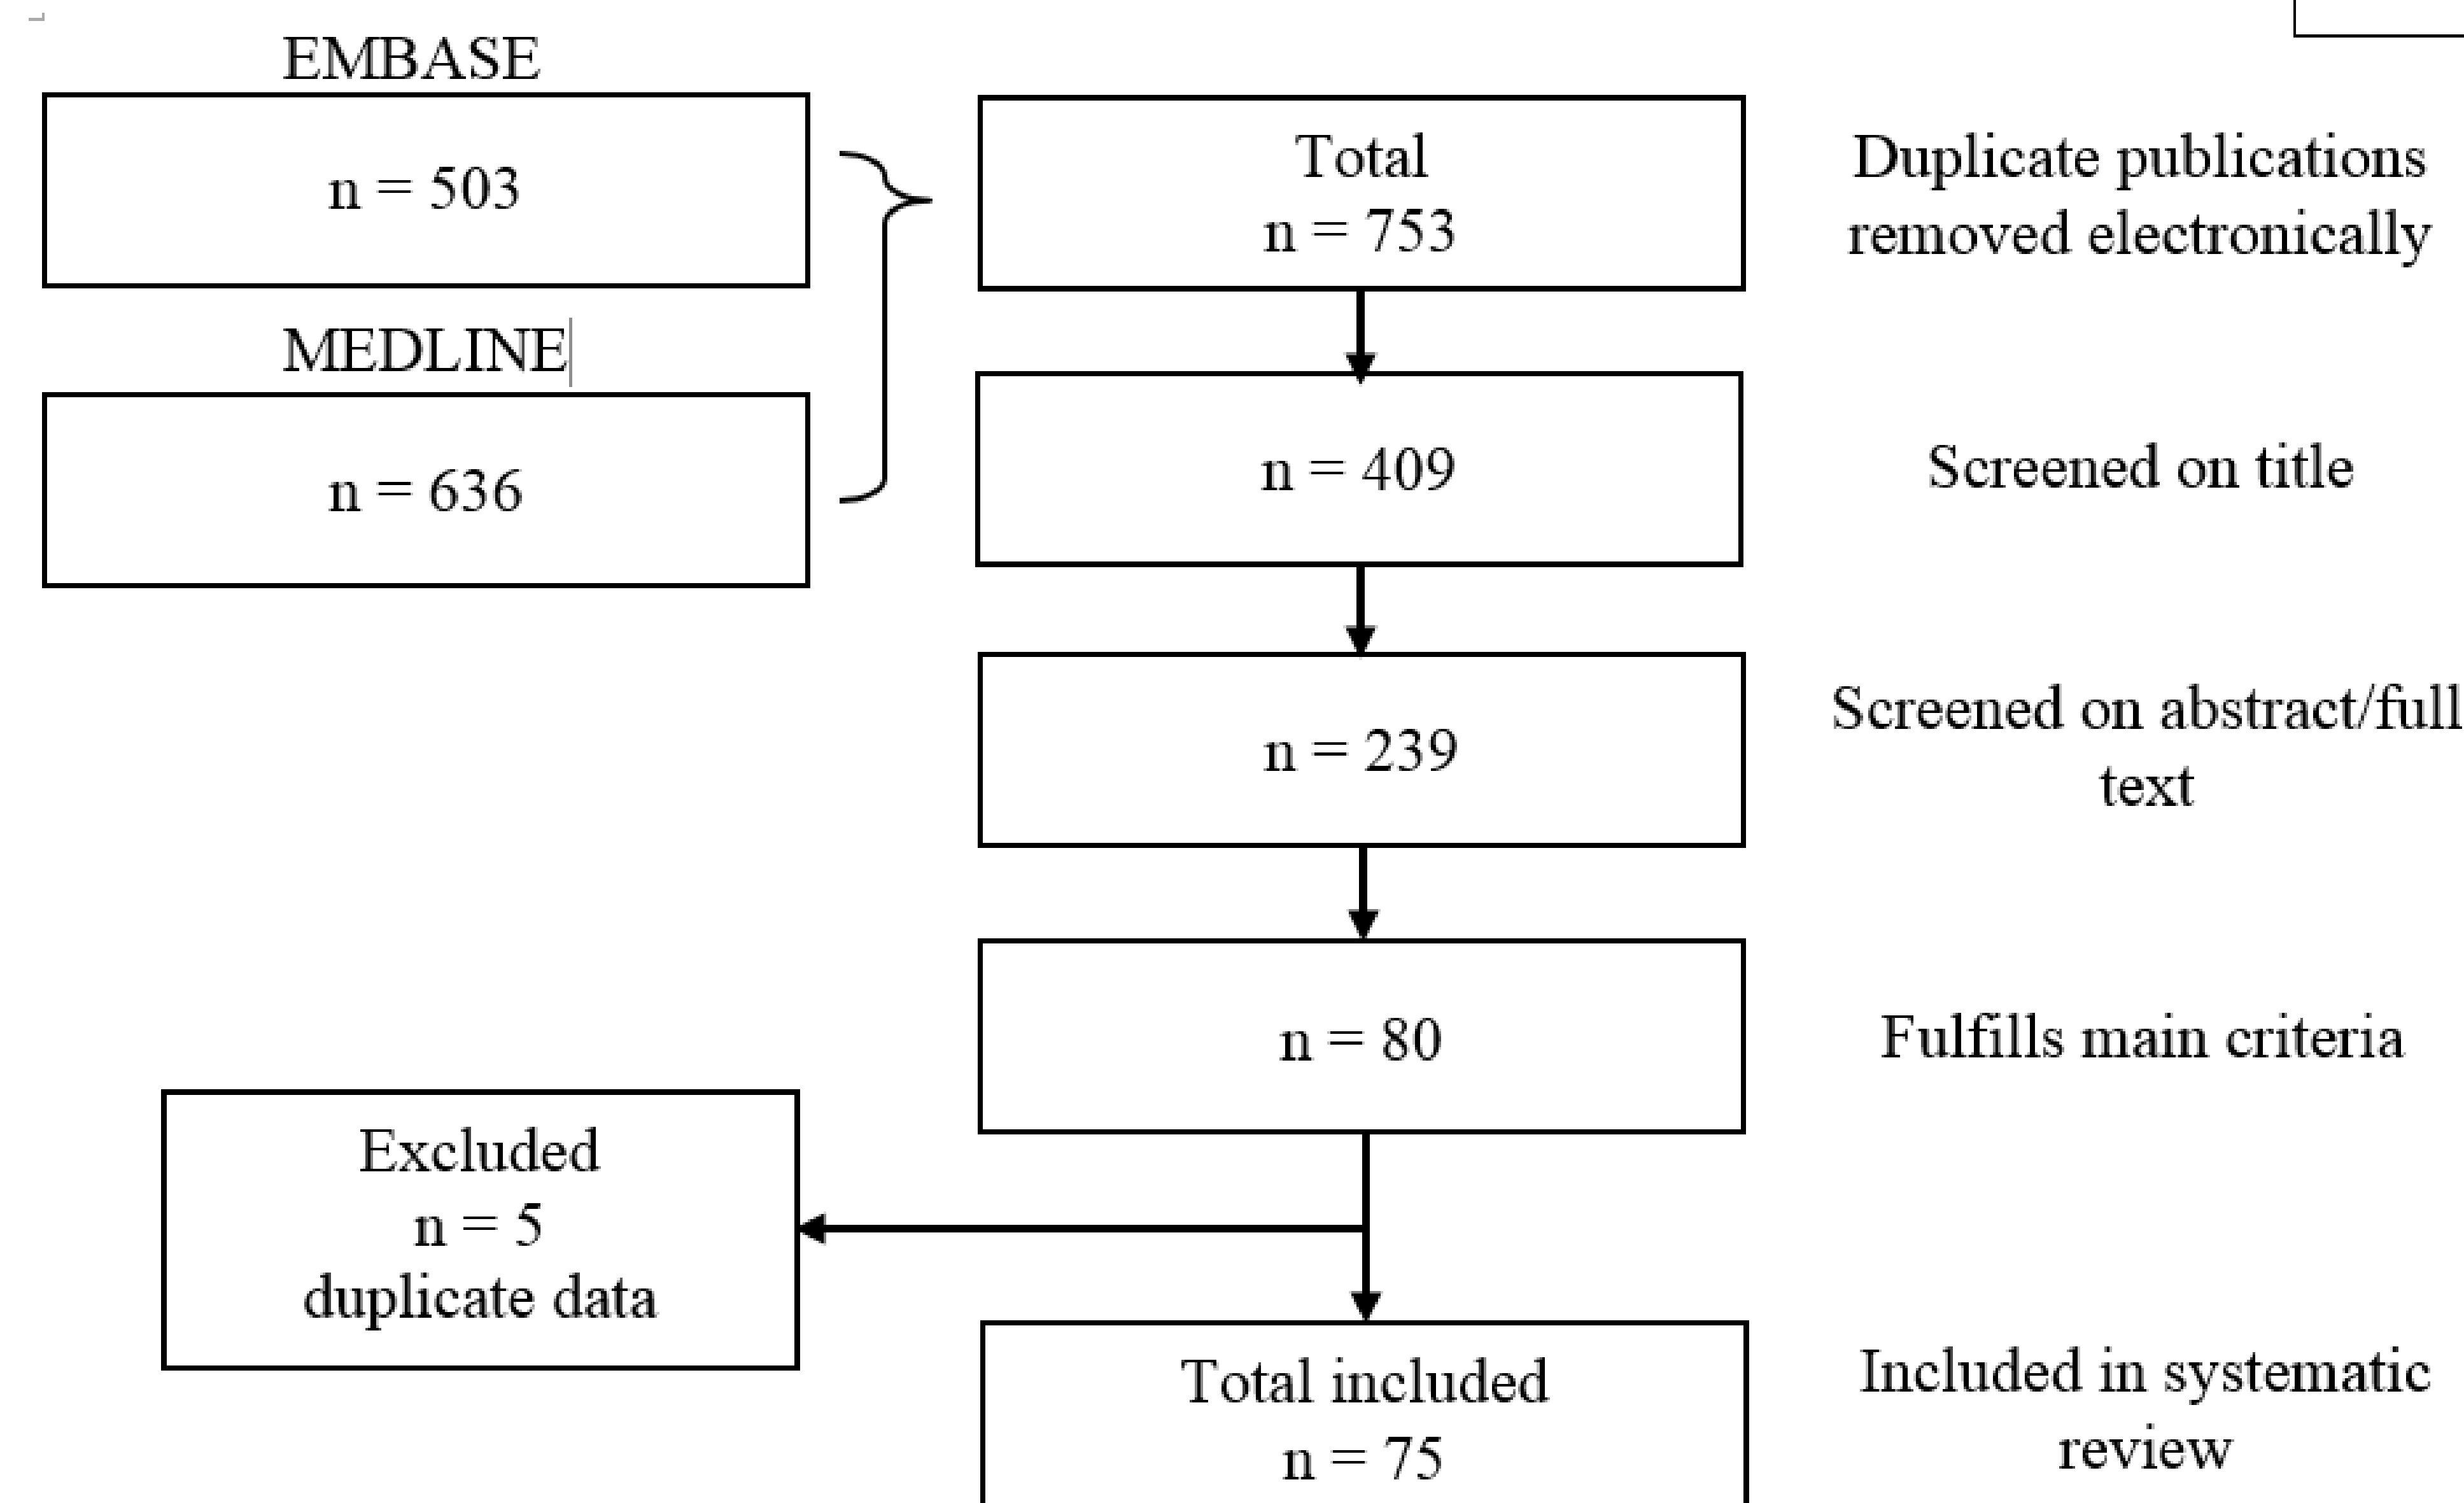 EMBASE
n = 503
MEDLINE
n = 636
Total
n = 753
Duplicate publications
removed electronically
n = 409
Screened on title
n = 239
Screened on abstract/full
text
n = 80
Fulfills main criteria
Excluded
n = 5
duplicate data
Total included
n = 75
Included in systematic
review